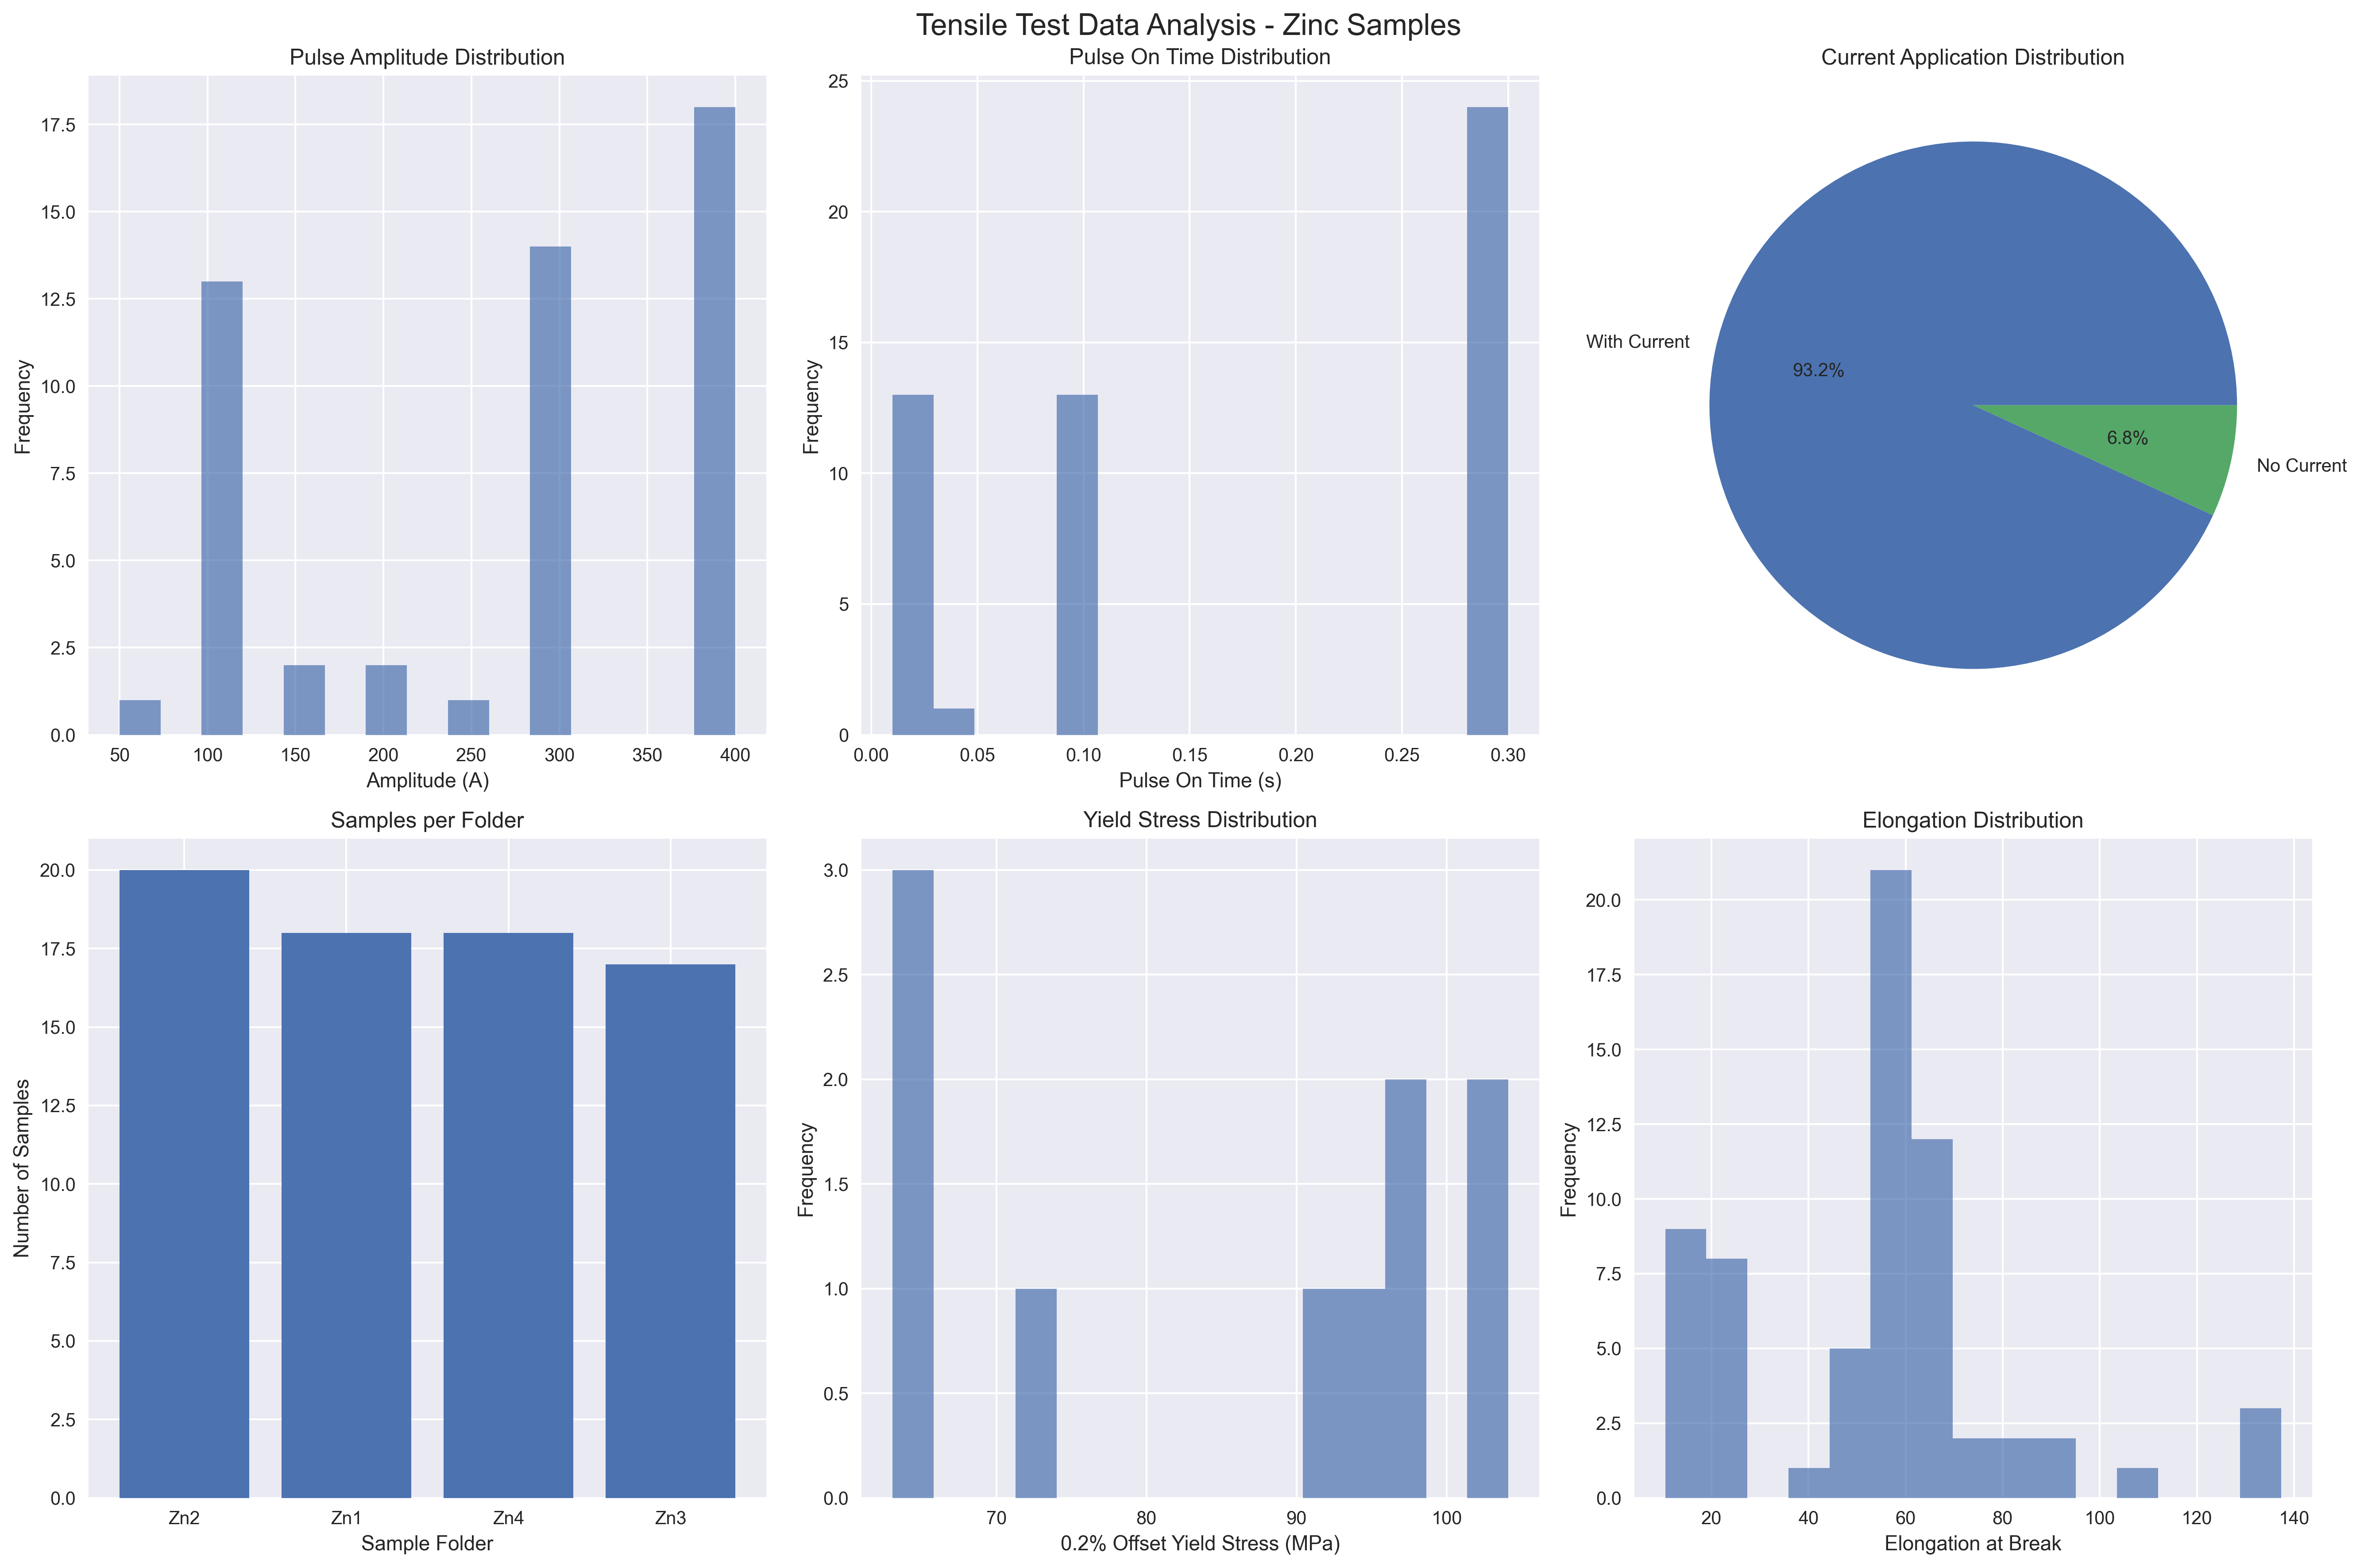 Tensile Test Data Analysis - Zinc Samples
Pulse Amplitude Distribution
Frequency
17.5
15.0
12.5
10.0
7.5
5.0
2.5
0.0
50 100 150 200 250 300 350 400
Amplitude (A)
Pulse On Time Distribution
Frequency
25
20
15
10
5
0
0.00 0.05 0.10 0.15 0.20 0.25 0.30
Pulse On Time (s)
Current Application Distribution
With Current
93.2%
6.8%
No Current
Samples per Folder
Number of Samples
20.0
17.5
15.0
12.5
10.0
7.5
5.0
2.5
0.0
Zn2 Zn1 Zn4 Zn3
Sample Folder
Yield Stress Distribution
Frequency
3.0
2.5
2.0
1.5
1.0
0.5
0.0
70 80 90 100
0.2% Offset Yield Stress (MPa)
Elongation Distribution
Frequency
20.0
17.5
15.0
12.5
10.0
7.5
5.0
2.5
0.0
20 40 60 80 100 120 140
Elongation at Break